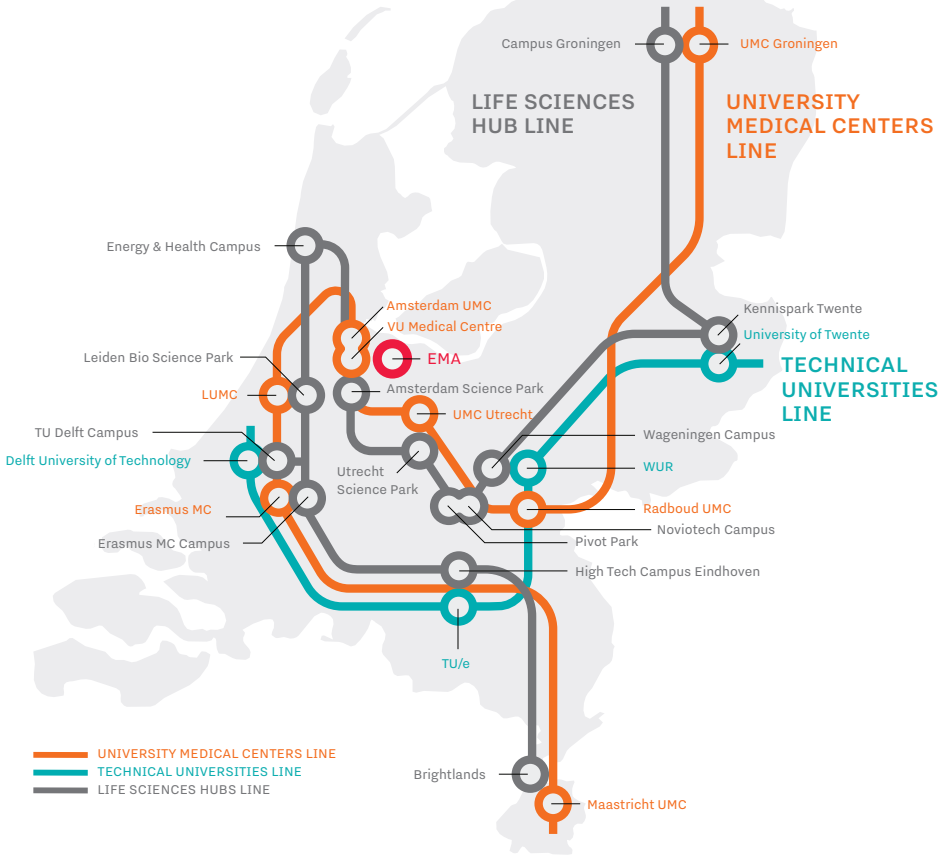 Campus Groningen
UMC Groningen
LIFE SCIENCES
HUB LINE
UNIVERSITY
MEDICAL CENTERS
LINE
Energy & Health Campus
Amsterdam UMC
VU Medical Centre
Kennispark Twente
University of Twente
Leiden Bio Science Park
EMA
TECHNICAL
UNIVERSITIES
LINE
LUMC
Amsterdam Science Park
UMC Utrecht
TU Delft Campus
Wageningen Campus
Delft University of Technology
Utrecht
Science Park
WUR
Erasmus MC
Radboud UMC
Noviotech Campus
Erasmus MC Campus
Pivot Park
High Tech Campus Eindhoven
TU/e
UNIVERSITY MEDICAL CENTERS LINE
TECHNICAL UNIVERSITIES LINE
LIFE SCIENCES HUBS LINE
Brightlands
Maastricht UMC